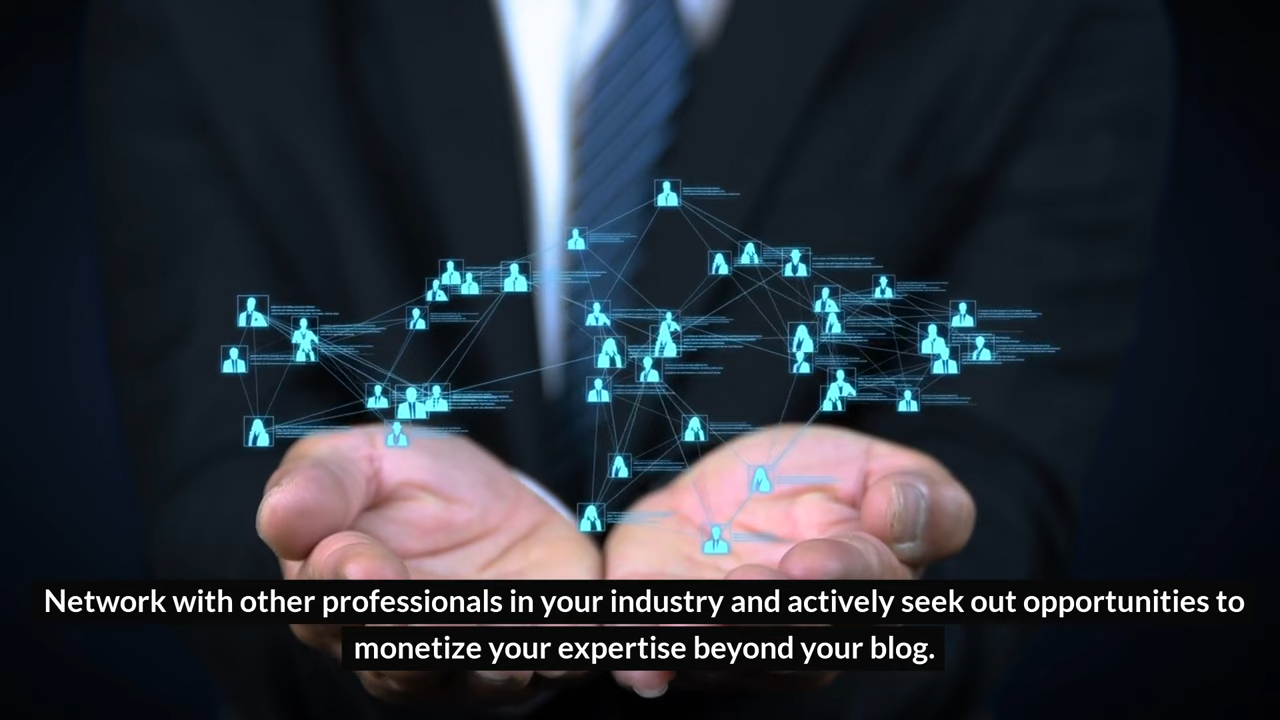 Network with other professionals in your industry and actively seek out opportunities to
monetize your expertise beyond your blog.